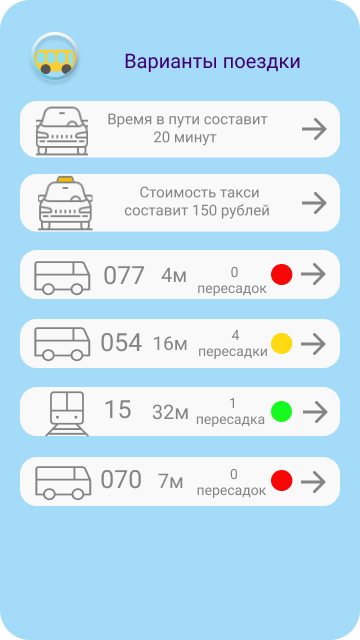 Варианты поездки
Время в пути составит
20 минут
Стоимость такси
составит 150 рублей
077 4м 0
пересадок
054 16м 4
пересадки
15 32м 1
пересадка
070 7м 0
пересадок